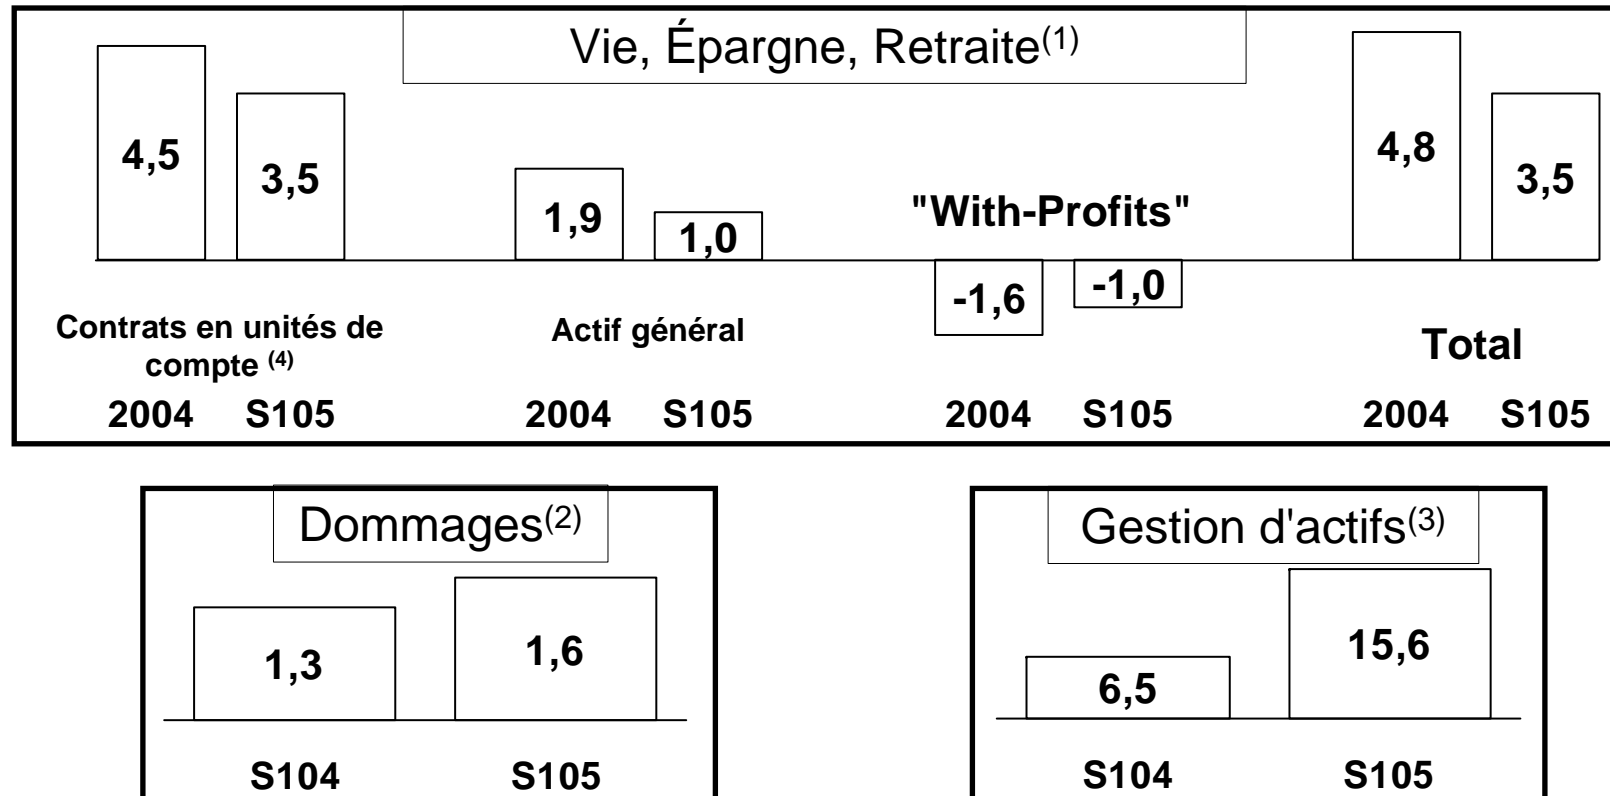 Vie, Épargne, Retraite(1)
4,5
3,5
1,9
1,0
"With-Profits"
-1,6
-1,0
4,8
3,5
Contrats en unités de
compte (4)
Actif général
Total
2004 S105 2004 S105 2004 S105 2004 S105
Dommages(2)
1,3
1,6
S104 S105
Gestion d'actifs(3)
6,5
15,6
S104 S105